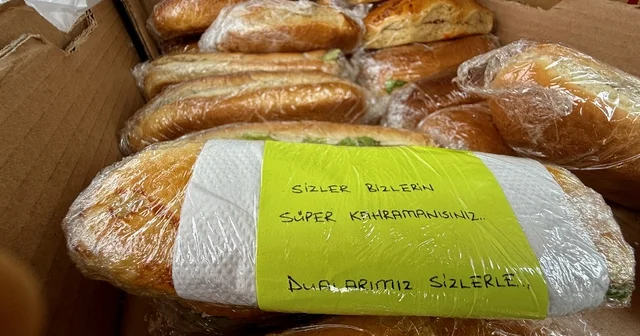 SİZLER BİZLERİN
SÜPER KAHRAMANISINIZ..
DUALARIMIZ SİZLERLE...